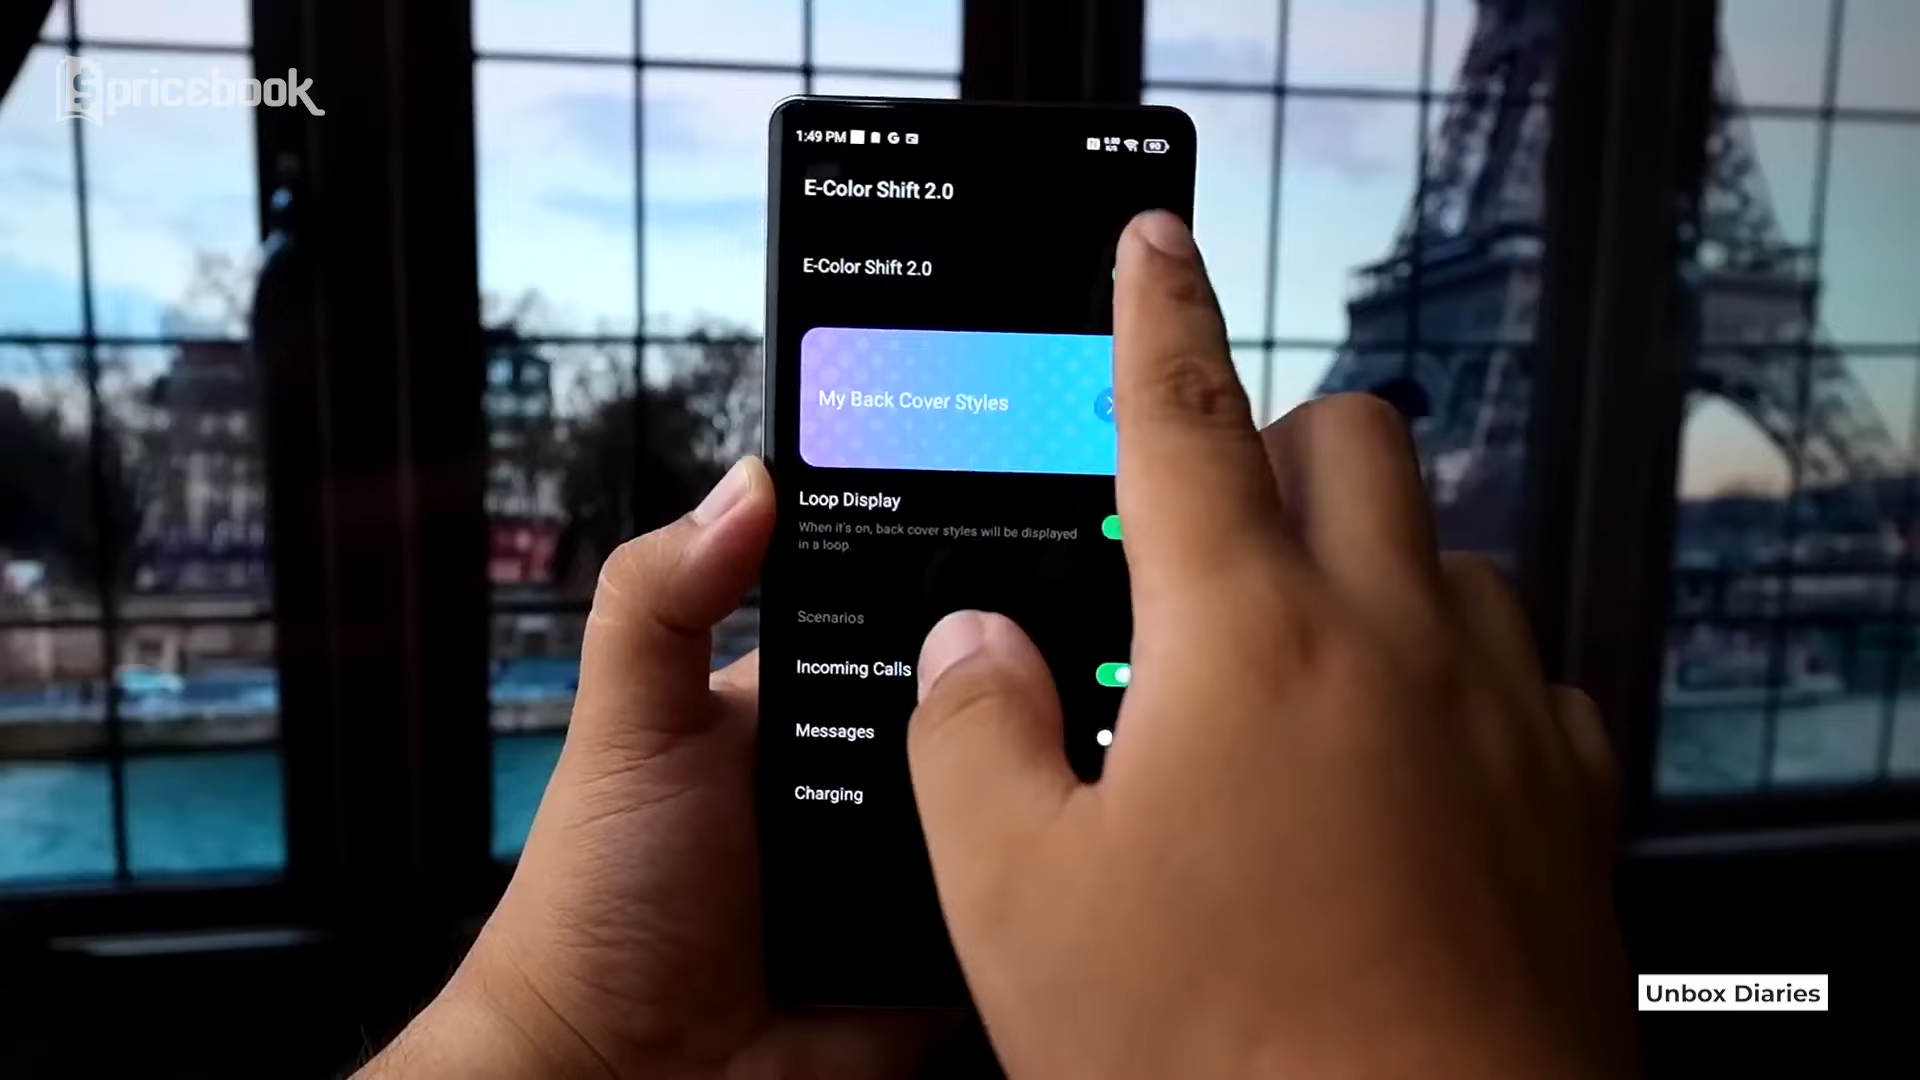 pricebook
1:49 PM
90
E-Color Shift 2.0
E-Color Shift 2.0
My Back Cover Styles
Loop Display
When it's on, back cover styles will be displayed
in a loop.
Scenarios
Incoming Calls
Messages
Charging
Unbox Diaries